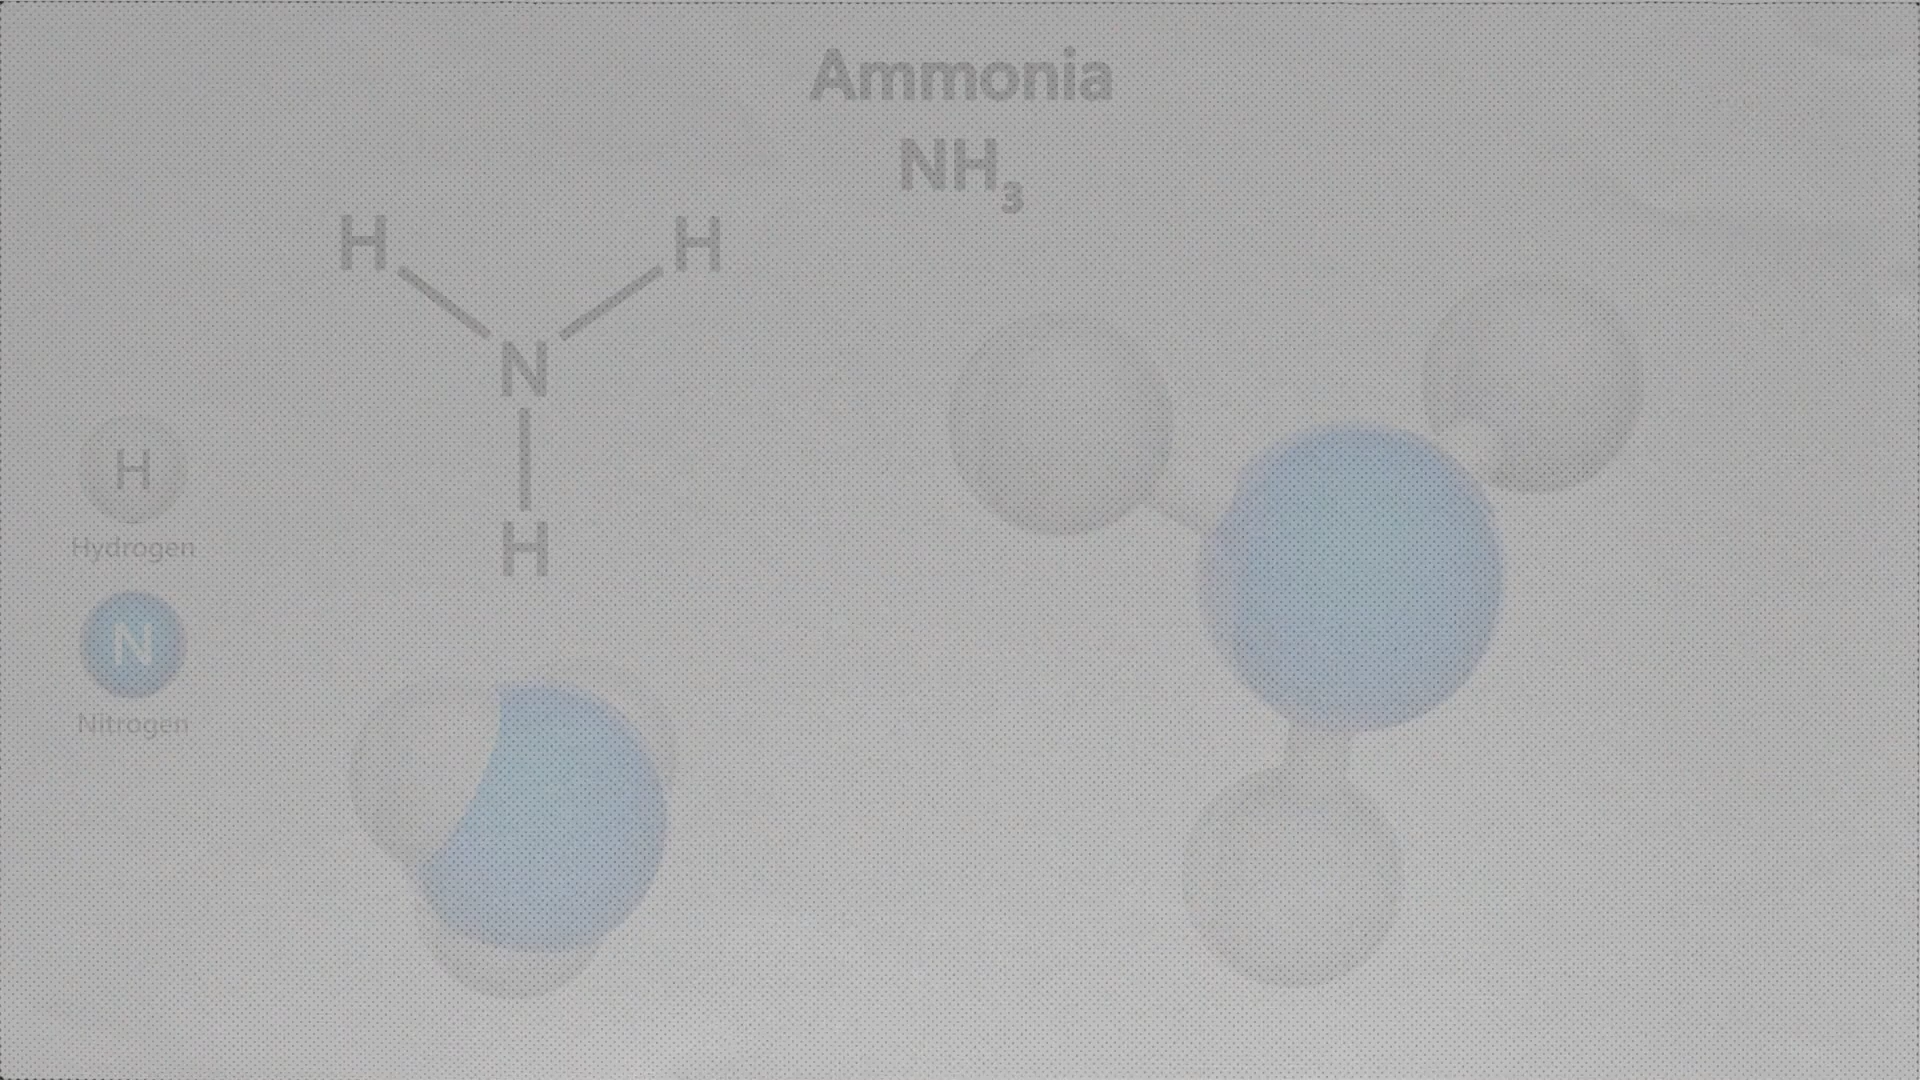 Ammonia
NH₃
H H
N
H
H
Hydrogen
N
Nitrogen